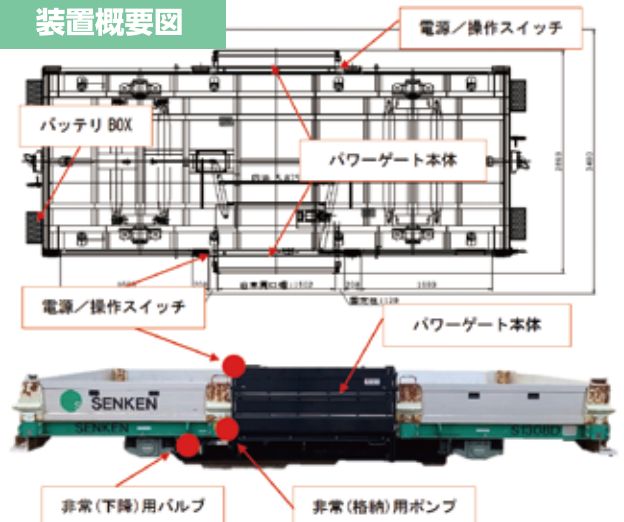 装置概要図
電源／操作スイッチ
バッテリBOX
パワーゲート本体
電源／操作スイッチ
パワーゲート本体
SENKEN
SENKEN
非常(下降)用バルブ
非常(格納)用ポンプ